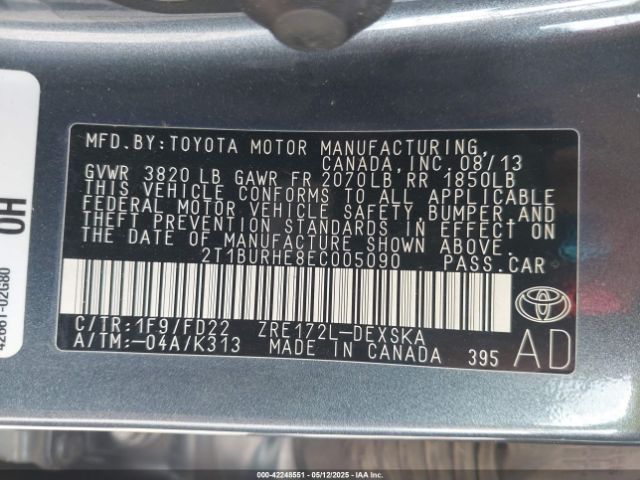 MFD.BY:TOYOTA MOTOR MANUFACTURING,
CANADA,INC. 08/13
GVWR 3820 LB GAWR FR 2070LB RR 1850LB
THIS VEHICLE CONFORMS TO ALL APPLICABLE
FEDERAL MOTOR VEHICLE SAFETY, BUMPER,AND
THEFT PREVENTION STANDARDS IN EFFECT ON
THE DATE OF MANUFACTURE SHOWN ABOVE.
2T1BURHE8EC005090 PASS.CAR
C/TR:1F9/FD22 ZRE172L-DEXSKA
A/TM:-04A/K313 MADE IN CANADA 395
AD
OH
42661-02G80
000-42248551 - 05/12/2025 - IAAI, Inc.